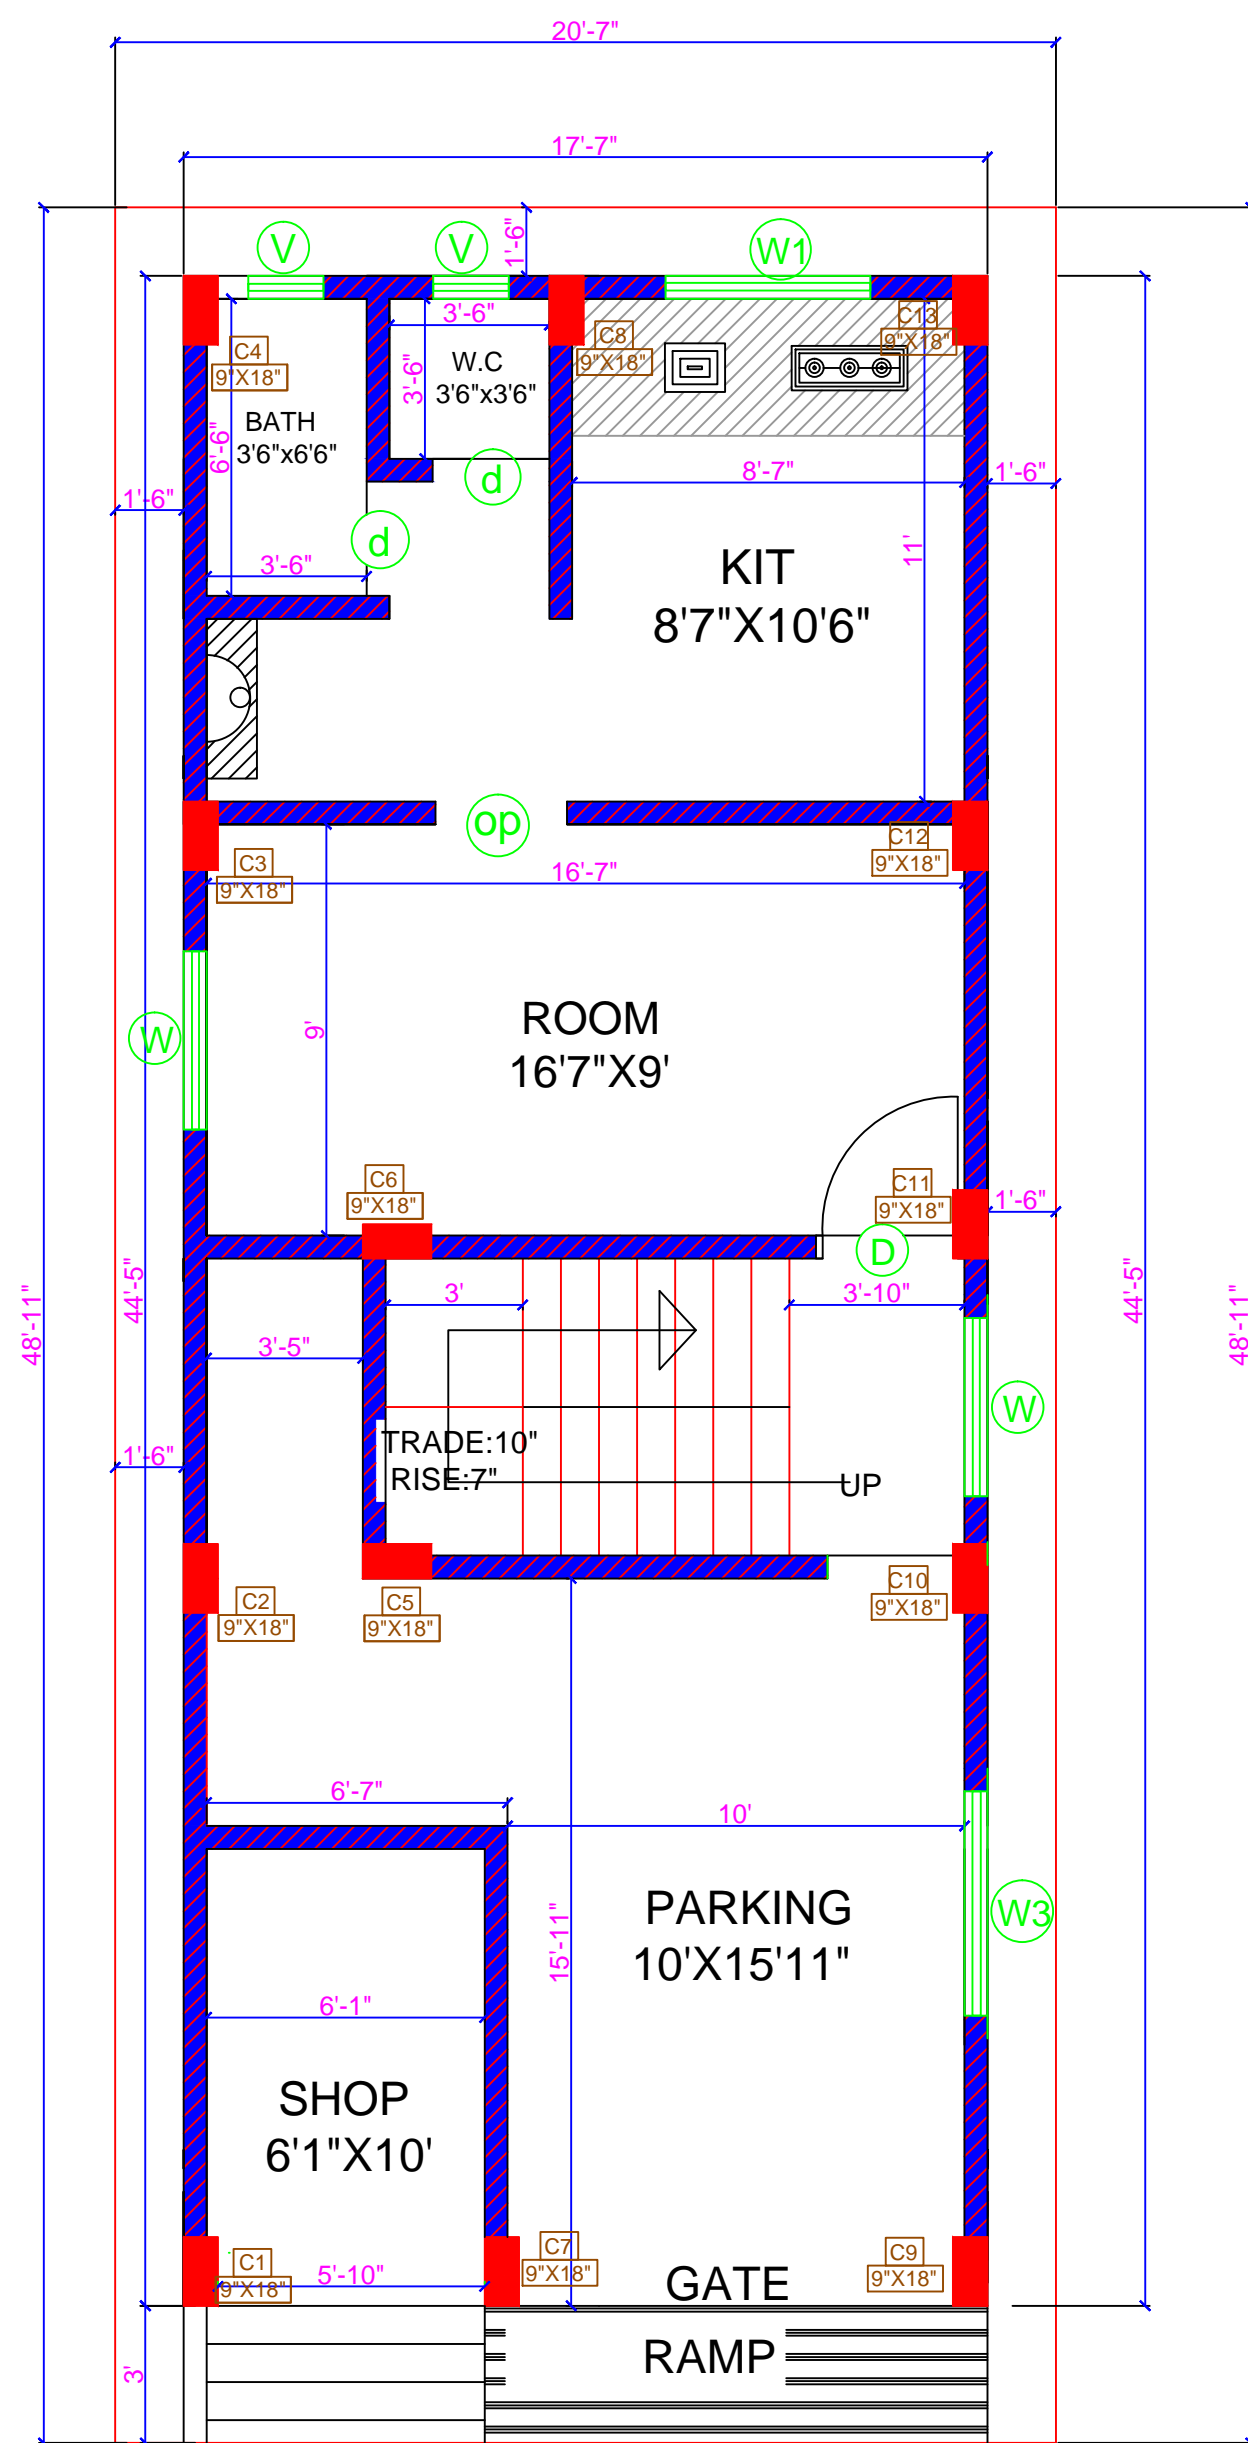 20'-7"
17'-7"
1'-6"
V
V
W1
C4
9"X18"
3'-6"
3'-6"
W.C
3'6"x3'6"
C8
9"X18"
C13
9"X18"
BATH
3'6"x6'6"
6'-6"
d
8'-7"
1'-6"
1'-6"
d
3'-6"
KIT
8'7"X10'6"
11'
op
C3
9"X18"
C12
9"X18"
16'-7"
W
9'
ROOM
16'7"X9'
C6
9"X18"
C11
9"X18"
1'-6"
D
48'-11"
44'-5"
3'
3'-10"
44'-5"
48'-11"
3'-5"
W
1'-6"
TRADE:10"
RISE:7"
UP
C2
9"X18"
C5
9"X18"
C10
9"X18"
6'-7"
10'
15'-11"
PARKING
10'X15'11"
W3
6'-1"
SHOP
6'1"X10'
C1
9"X18"
5'-10"
C7
9"X18"
C9
9"X18"
GATE
RAMP
3'